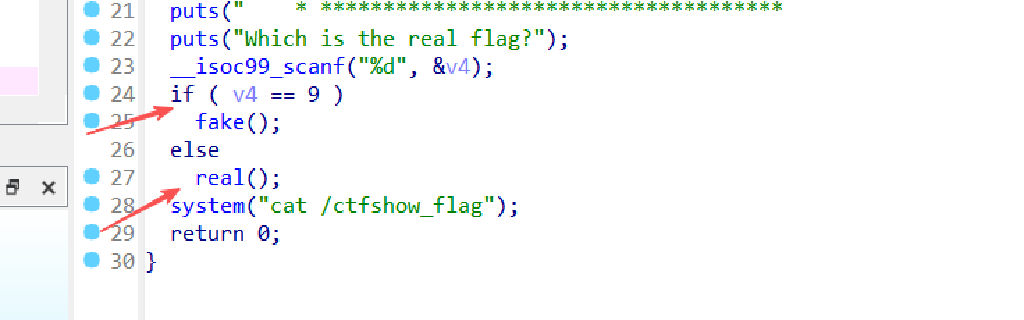 21 puts("    * *************************************
22 puts("Which is the real flag?");
23 __isoc99_scanf("%d", &v4);
24 if ( v4 == 9 )
25 fake();
26 else
27 real();
28 system("cat /ctfshow_flag");
29 return 0;
30 }